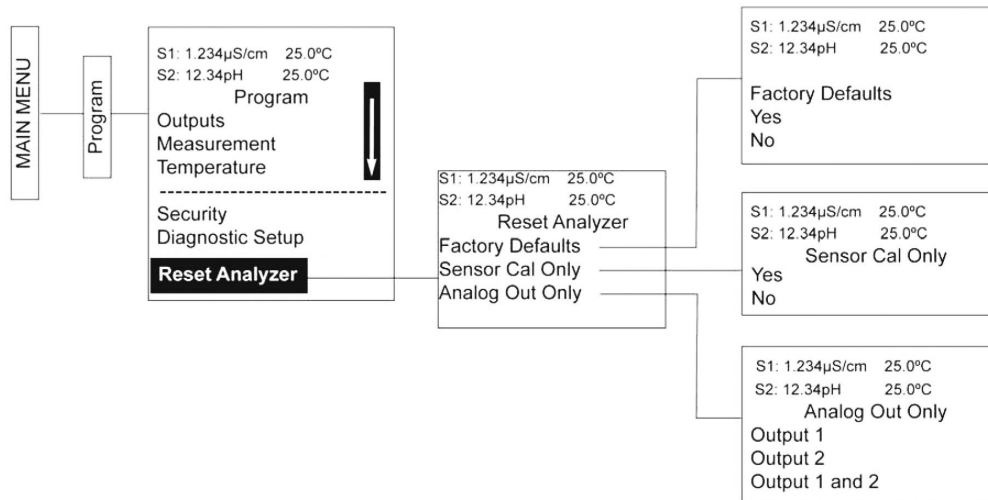 MAIN MENU
Program
S1: 1.234µS/cm 25.0ºC
S2: 12.34pH 25.0ºC
Program
Outputs
Measurement
Temperature
Security
Diagnostic Setup
Reset Analyzer
S1: 1.234µS/cm 25.0ºC
S2: 12.34pH 25.0ºC
Reset Analyzer
Factory Defaults
Sensor Cal Only
Analog Out Only
S1: 1.234µS/cm 25.0ºC
S2: 12.34pH 25.0ºC
Factory Defaults
Yes
No
S1: 1.234µS/cm 25.0ºC
S2: 12.34pH 25.0ºC
Sensor Cal Only
Yes
No
S1: 1.234µS/cm 25.0ºC
S2: 12.34pH 25.0ºC
Analog Out Only
Output 1
Output 2
Output 1 and 2